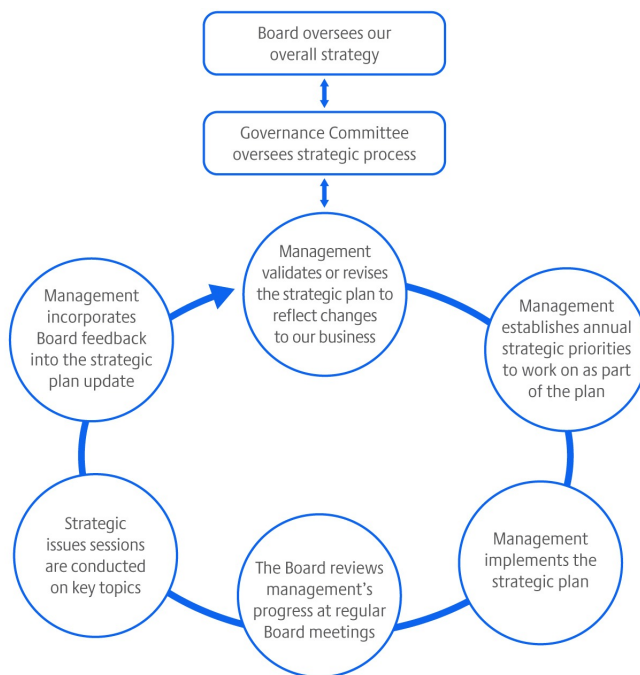 Board oversees our
overall strategy
Governance Committee
oversees strategic process
Management
validates or revises
the strategic plan to
reflect changes
to our business
Management
establishes annual
strategic priorities
to work on as part
of the plan
Management
implements the
strategic plan
The Board reviews
management’s
progress at regular
Board meetings
Strategic
issues sessions
are conducted
on key topics
Management
incorporates
Board feedback
into the strategic
plan update